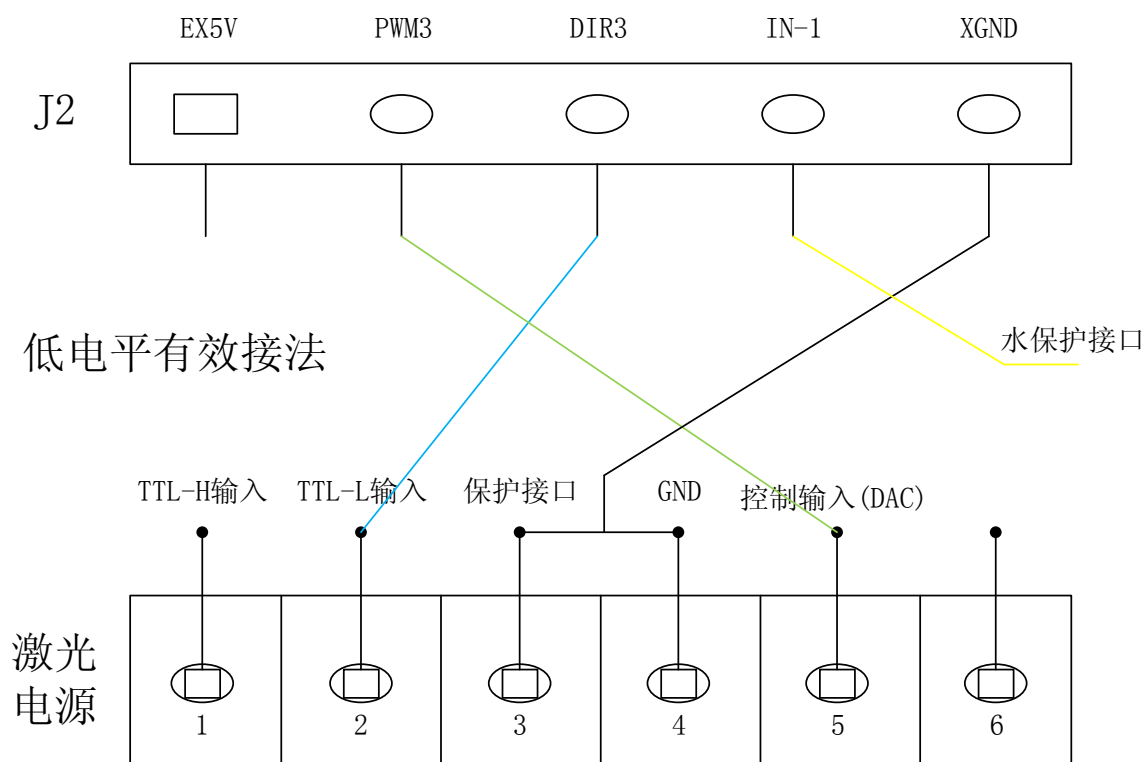 EX5V PWM3 DIR3 IN-1 XGND
J2
低电平有效接法
水保护接口
TTL-H输入 TTL-L输入 保护接口 GND 控制输入(DAC)
激光
电源
1 2 3 4 5 6